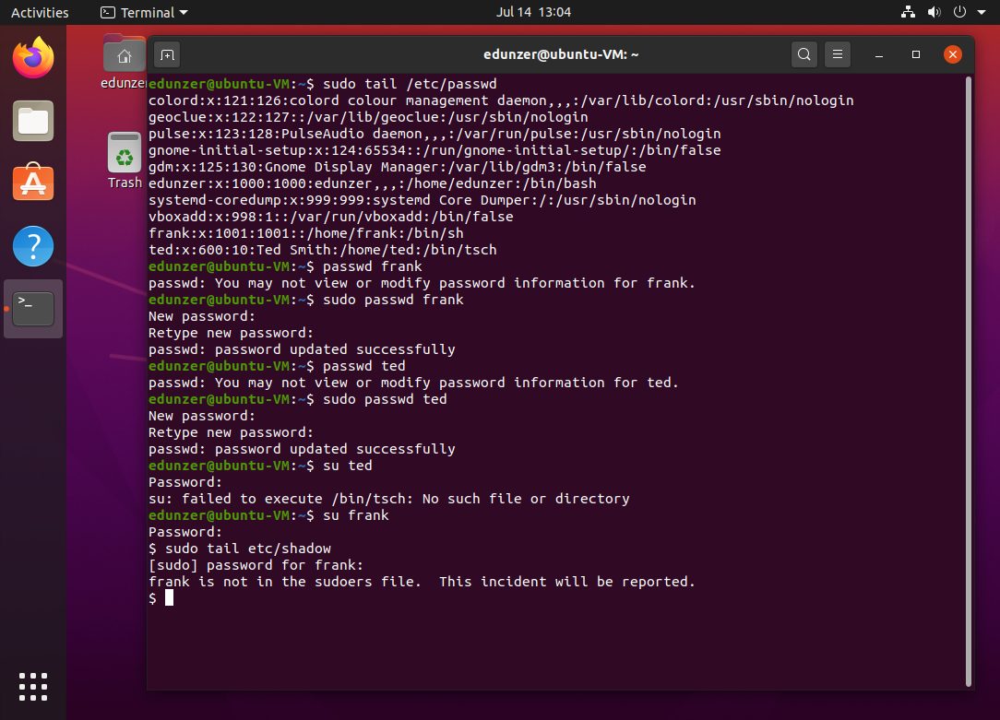 Activities Terminal Jul 14 13:04
edunzer@ubuntu-VM: ~
edunzer
Trash
edunzer@ubuntu-VM:~$ sudo tail /etc/passwd
colord:x:121:126:colord colour management daemon,,,:/var/lib/colord:/usr/sbin/nologin
geoclue:x:122:127::/var/lib/geoclue:/usr/sbin/nologin
pulse:x:123:128:PulseAudio daemon,,,:/var/run/pulse:/usr/sbin/nologin
gnome-initial-setup:x:124:65534::/run/gnome-initial-setup/:/bin/false
gdm:x:125:130:Gnome Display Manager:/var/lib/gdm3:/bin/false
edunzer:x:1000:1000:edunzer,,,:/home/edunzer:/bin/bash
systemd-coredump:x:999:999:systemd Core Dumper:/:/usr/sbin/nologin
vboxadd:x:998:1::/var/run/vboxadd:/bin/false
frank:x:1001:1001::/home/frank:/bin/sh
ted:x:600:10:Ted Smith:/home/ted:/bin/tsch
edunzer@ubuntu-VM:~$ passwd frank
passwd: You may not view or modify password information for frank.
edunzer@ubuntu-VM:~$ sudo passwd frank
New password:
Retype new password:
passwd: password updated successfully
edunzer@ubuntu-VM:~$ passwd ted
passwd: You may not view or modify password information for ted.
edunzer@ubuntu-VM:~$ sudo passwd ted
New password:
Retype new password:
passwd: password updated successfully
edunzer@ubuntu-VM:~$ su ted
Password:
su: failed to execute /bin/tsch: No such file or directory
edunzer@ubuntu-VM:~$ su frank
Password:
$ sudo tail etc/shadow
[sudo] password for frank:
frank is not in the sudoers file.  This incident will be reported.
$